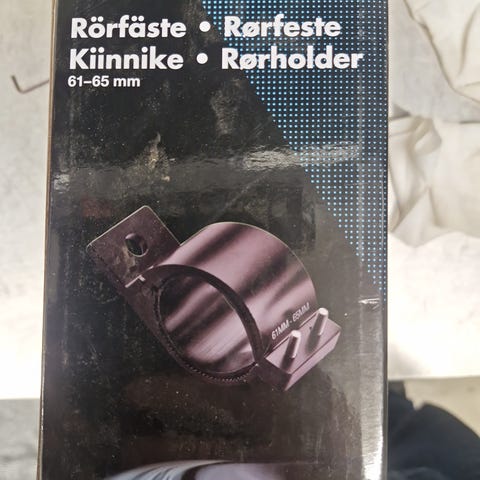 Rörfäste • Rørfeste
Kiinnike • Rørholder
61–65 mm
61MM - 65MM